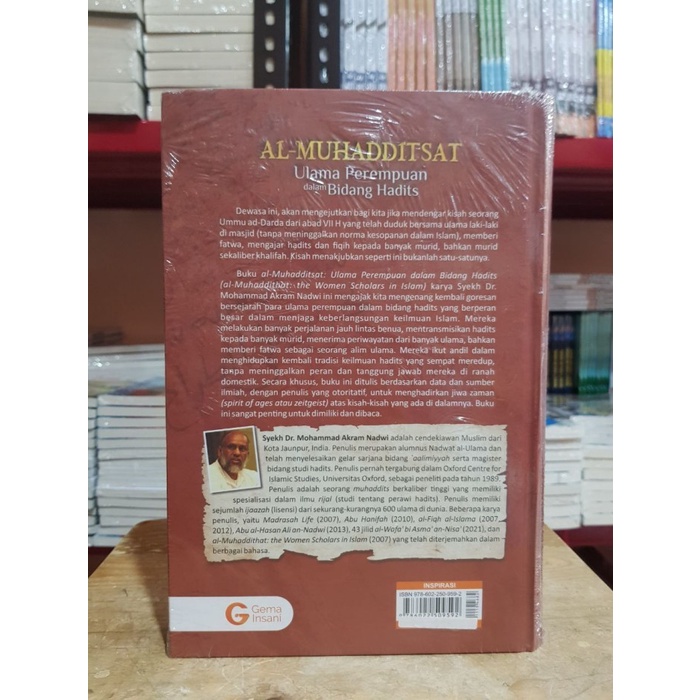 AL-MUHADDITSAT
Ulama Perempuan
dalam Bidang Hadits
Dewasa ini, akan mengejutkan bagi kita jika mendengar kisah seorang
Ummu ad-Darda dari abad VII H yang telah duduk bersama ulama laki-laki
di masjid (tanpa meninggalkan norma kesopanan dalam Islam), memberi
fatwa, mengajar hadits dan fiqih kepada banyak murid, bahkan murid
sekaliber khalifah. Kisah menakjubkan seperti ini bukanlah satu-satunya.
Buku al-Muhadditsat: Ulama Perempuan dalam Bidang Hadits
(al-Muhaddithat: the Women Scholars in Islam) karya Syekh Dr.
Mohammad Akram Nadwi ini mengajak kita mengenang kembali goresan
bersejarah para ulama perempuan dalam bidang hadits yang berperan
besar dalam menjaga keberlangsungan keilmuan Islam. Mereka
melakukan banyak perjalanan jauh lintas benua, mentransmisikan hadits
kepada banyak murid, menerima periwayatan dari banyak ulama, bahkan
memberi fatwa sebagai seorang alim ulama. Mereka ikut andil dalam
menghidupkan kembali tradisi keilmuan hadits yang sempat meredup,
tanpa meninggalkan peran dan tanggung jawab mereka di ranah
domestik. Secara khusus, buku ini ditulis berdasarkan data dan sumber
ilmiah, dengan penulis yang otoritatif, untuk menghadirkan jiwa zaman
(spirit of ages atau zeitgeist) atas kisah-kisah yang ada di dalamnya. Buku
ini sangat penting untuk dimiliki dan dibaca.
Syekh Dr. Mohammad Akram Nadwi adalah cendekiawan Muslim dari
Kota Jaunpur, India. Penulis merupakan alumnus Nadwat al-Ulama dan
telah menyelesaikan gelar sarjana bidang 'aalimiyyah serta magister
bidang studi hadits. Penulis pernah tergabung dalam Oxford Centre for
Islamic Studies, Universitas Oxford, sebagai peneliti pada tahun 1989.
Penulis adalah seorang muhaddits berkaliber tinggi yang memiliki
spesialisasi dalam ilmu rijal (studi tentang perawi hadits). Penulis memiliki
sejumlah ijaazah (lisensi) dari sekurang-kurangnya 600 ulama di dunia. Beberapa karya
penulis, yaitu Madrasah Life (2007), Abu Hanifah (2010), al-Fiqh al-Islama (2007,
2012), Abu al-Hasan Ali an-Nadwi (2013), 43 jilid al-Wafa' bi Asma' an-Nisa' (2021), dan
al-Muhaddithat: the Women Scholars in Islam (2007) yang telah diterjemahkan dalam
berbagai bahasa.
INSPIRASI
ISBN 978-602-250-959-2
9 786022 509592
G Gema
Insani